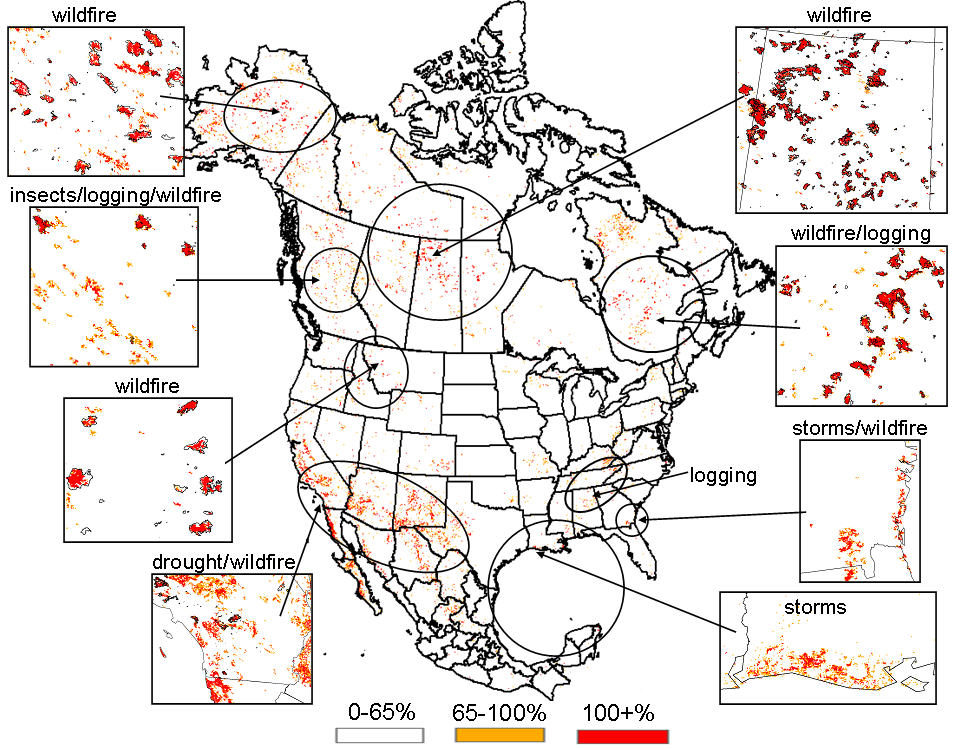 wildfire
wildfire
insects/logging/wildfire
wildfire/logging
wildfire
storms/wildfire
logging
drought/wildfire
storms
0-65%
65-100%
100+%